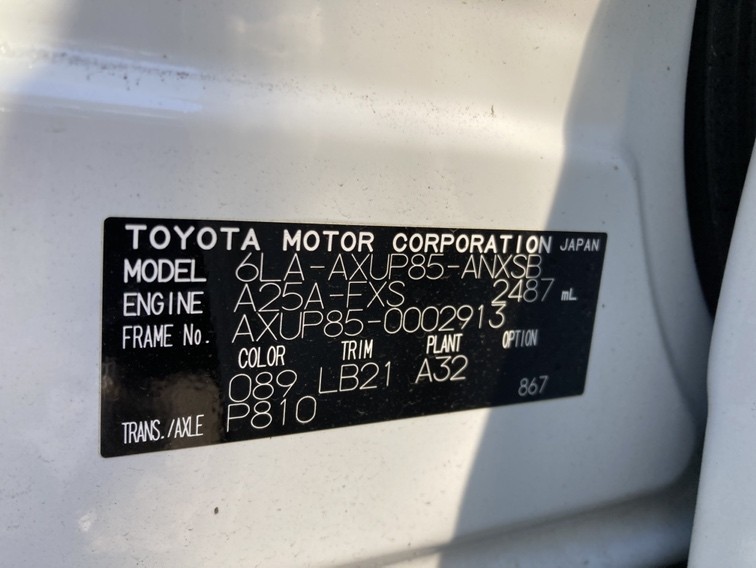 TOYOTA MOTOR CORPORATION JAPAN
MODEL 6LA-AXUP85-ANXSB
ENGINE A25A-FXS 2487 mL
FRAME No. AXUP85-0002913
COLOR TRIM PLANT OPTION
089 LB21 A32 867
TRANS./AXLE P810